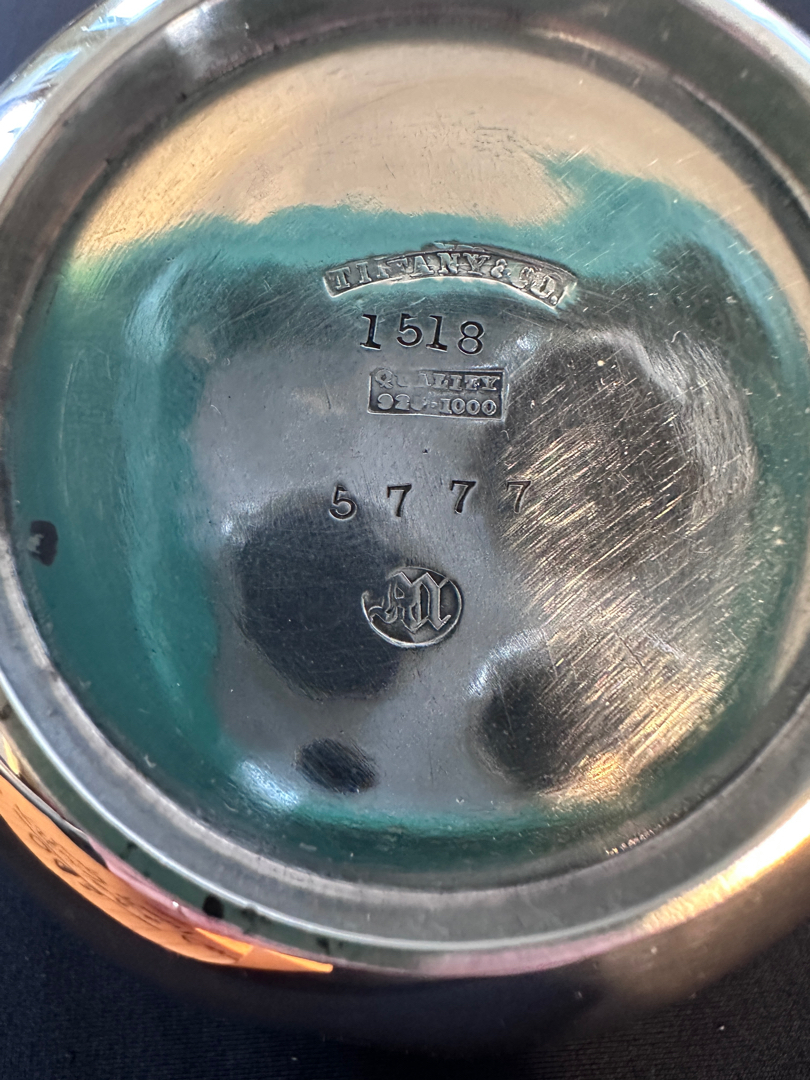 TIFFANY & CO.
1518
QUALITY
925-1000
5777
M